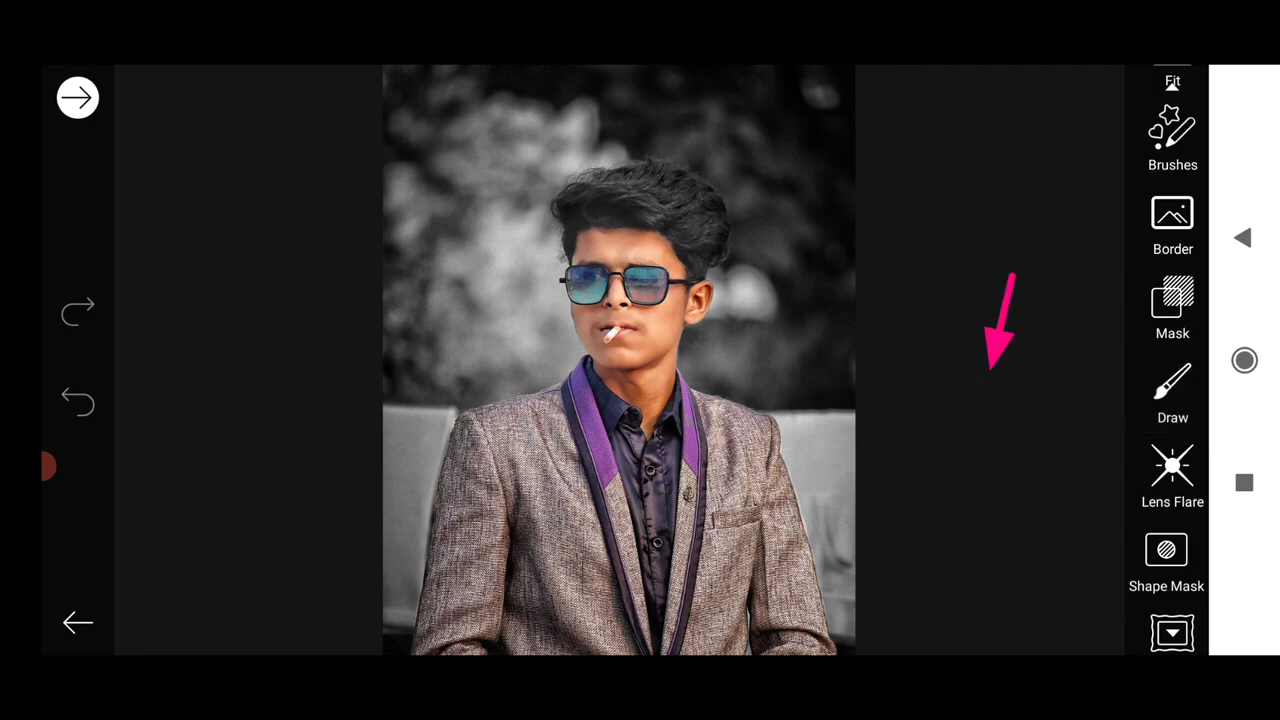 Fit
Brushes
Border
Mask
Draw
Lens Flare
Shape Mask